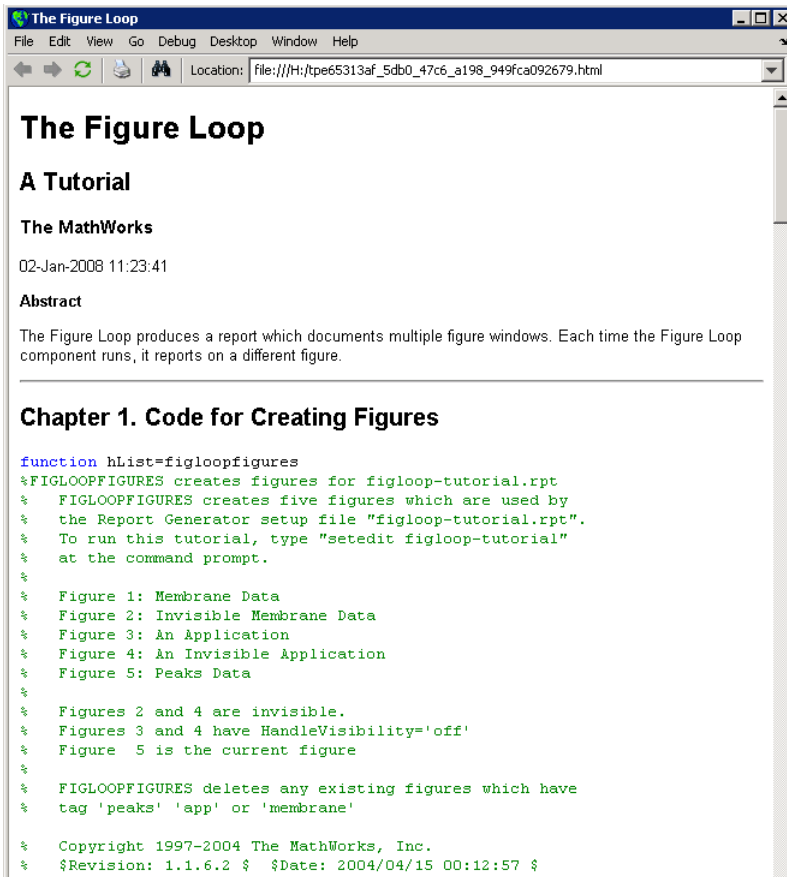 The Figure Loop
File Edit View Go Debug Desktop Window Help
Location: file:///H:/tpe65313af_5db0_47c6_a198_949fca092679.html
The Figure Loop
A Tutorial
The MathWorks
02-Jan-2008 11:23:41
Abstract
The Figure Loop produces a report which documents multiple figure windows. Each time the Figure Loop
component runs, it reports on a different figure.
Chapter 1. Code for Creating Figures
function hList=figloopfigures
%FIGLOOPFIGURES creates figures for figloop-tutorial.rpt
%   FIGLOOPFIGURES creates five figures which are used by
%   the Report Generator setup file "figloop-tutorial.rpt".
%   To run this tutorial, type "setedit figloop-tutorial"
%   at the command prompt.
%
%   Figure 1: Membrane Data
%   Figure 2: Invisible Membrane Data
%   Figure 3: An Application
%   Figure 4: An Invisible Application
%   Figure 5: Peaks Data
%
%   Figures 2 and 4 are invisible.
%   Figures 3 and 4 have HandleVisibility='off'
%   Figure  5 is the current figure
%
%   FIGLOOPFIGURES deletes any existing figures which have
%   tag 'peaks' 'app' or 'membrane'
%   Copyright 1997-2004 The MathWorks, Inc.
%   $Revision: 1.1.6.2 $  $Date: 2004/04/15 00:12:57 $